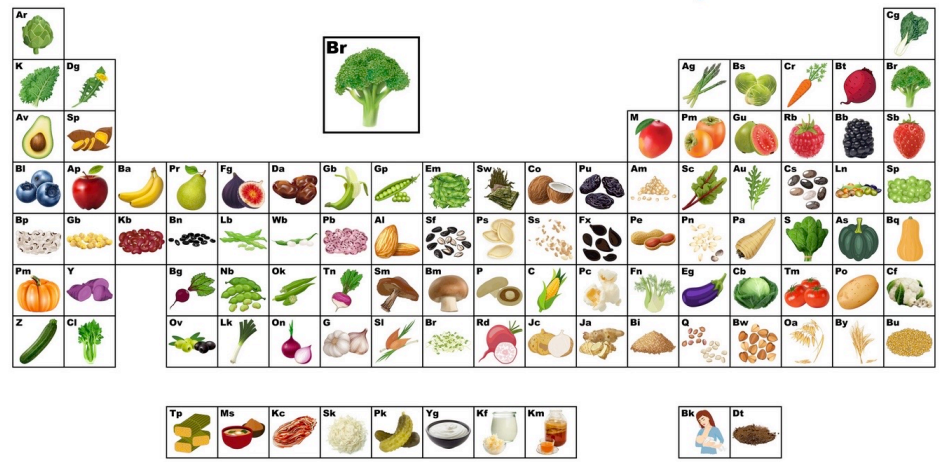 Ar Cg
Br
K Dg Ag Bs Cr Bt Br
Av Sp M Pm Gu Rb Bb Sb
Bl Ap Ba Pr Fg Da Gb Gp Em Sw Co Pu Am Sc Au Cs Ln Sp
Bp Gb Kb Bn Lb Wb Pb Al Sf Ps Ss Fx Pe Pn Pa S As Bq
Pm Y Bg Nb Ok Tn Sm Bm P C Pc Fn Eg Cb Tm Po Cf
Z Cl Ov Lk On G Sl Br Rd Jc Ja Bi Q Bw Oa By Bu
Tp Ms Kc Sk Pk Yg Kf Km Bk Dt